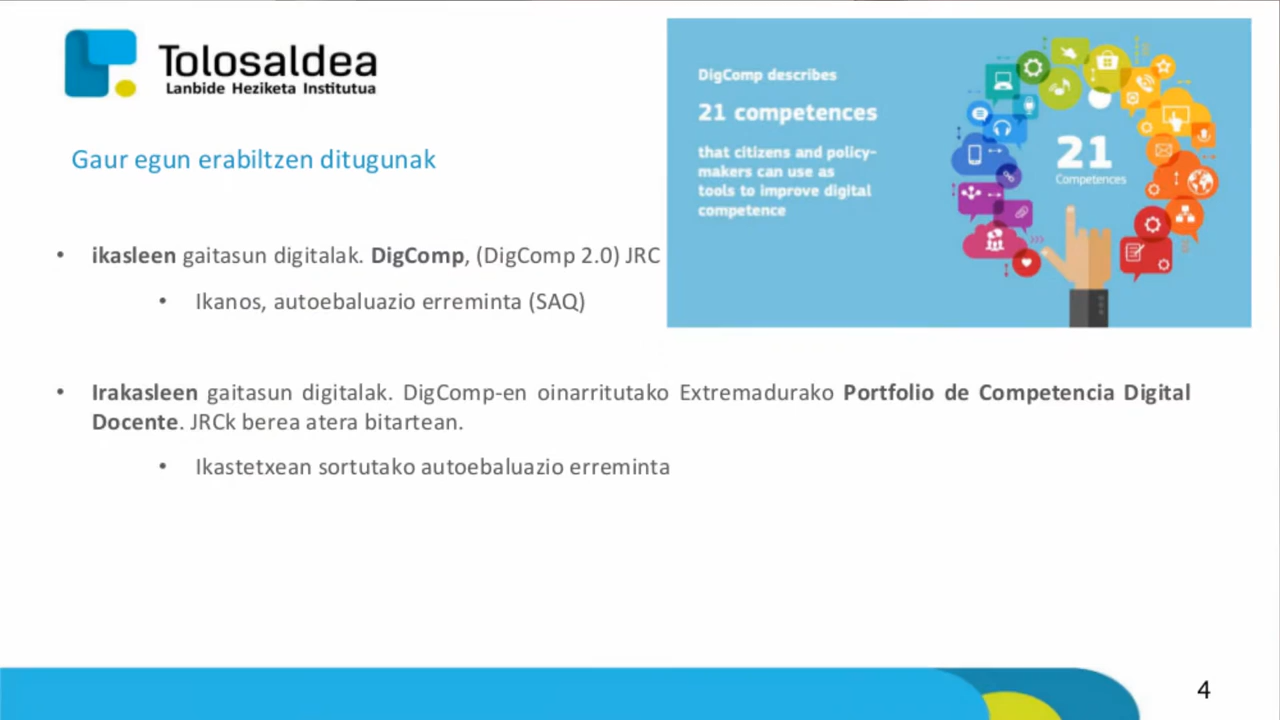 Tolosaldea
Lanbide Heziketa Institutua
Gaur egun erabiltzen ditugunak
DigComp describes
21 competences
that citizens and policy-
makers can use as
tools to improve digital
competence
21
Competences
• ikasleen gaitasun digitalak. DigComp, (DigComp 2.0) JRC
• Ikanos, autoebaluazio erreminta (SAQ)
• Irakasleen gaitasun digitalak. DigComp-en oinarritutako Extremadurako Portfolio de Competencia Digital
Docente. JRCk berea atera bitartean.
• Ikastetxean sortutako autoebaluazio erreminta
4